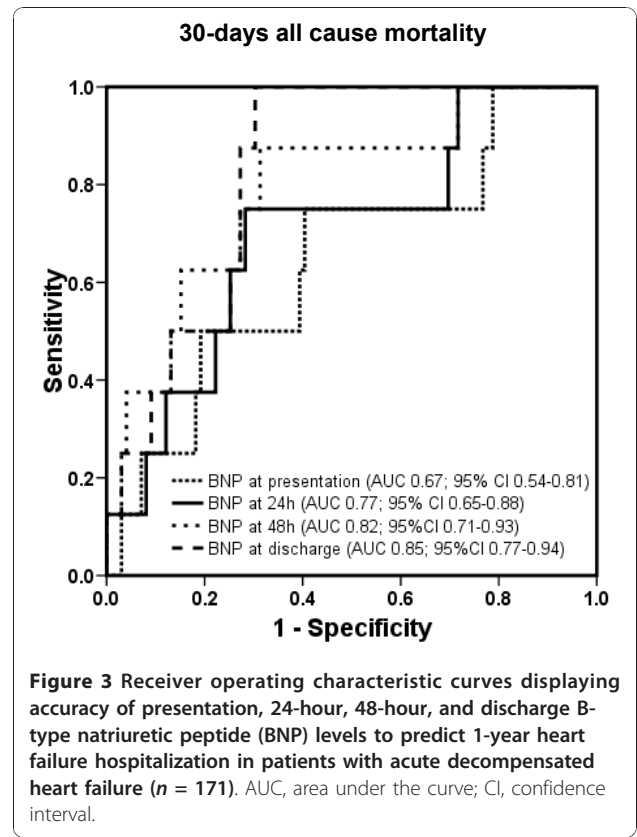 30-days all cause mortality
1.0
0.8
0.6
0.4
0.2
0.0
Sensitivity
BNP at presentation (AUC 0.67; 95% CI 0.54-0.81)
BNP at 24h (AUC 0.77; 95% CI 0.65-0.88)
BNP at 48h (AUC 0.82; 95%CI 0.71-0.93)
BNP at discharge (AUC 0.85; 95%CI 0.77-0.94)
0.0 0.2 0.4 0.6 0.8 1.0
1 - Specificity
Figure 3 Receiver operating characteristic curves displaying
accuracy of presentation, 24-hour, 48-hour, and discharge B-
type natriuretic peptide (BNP) levels to predict 1-year heart
failure hospitalization in patients with acute decompensated
heart failure (n = 171). AUC, area under the curve; CI, confidence
interval.